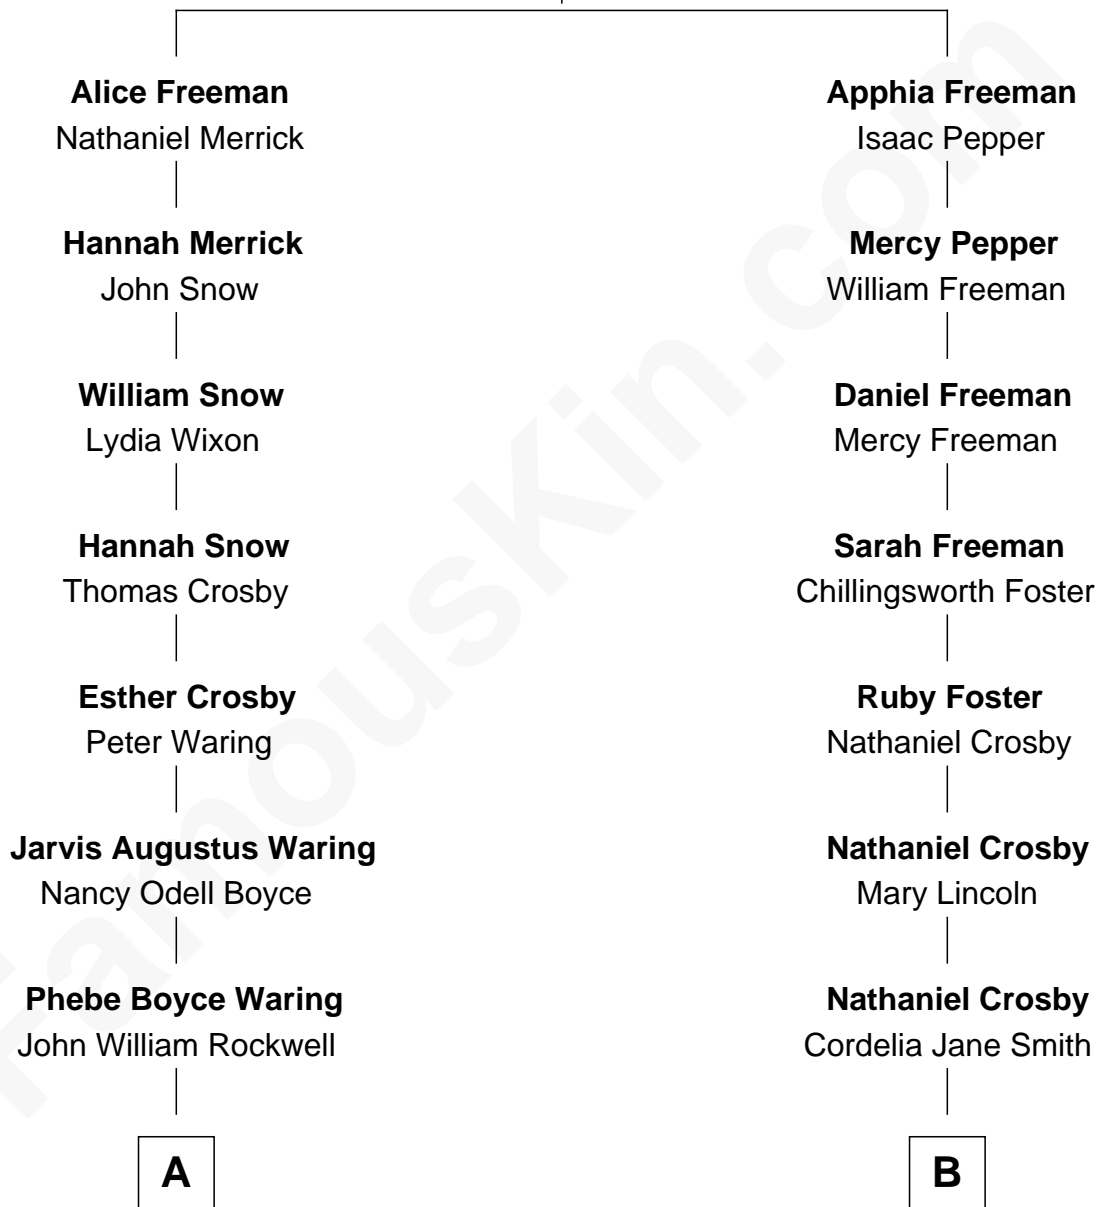 Alice Freeman
Nathaniel Merrick
Hannah Merrick
John Snow
William Snow
Lydia Wixon
Hannah Snow
Thomas Crosby
Esther Crosby
Peter Waring
Jarvis Augustus Waring
Nancy Odell Boyce
Phebe Boyce Waring
John William Rockwell
A
Apphia Freeman
Isaac Pepper
Mercy Pepper
William Freeman
Daniel Freeman
Mercy Freeman
Sarah Freeman
Chillingsworth Foster
Ruby Foster
Nathaniel Crosby
Nathaniel Crosby
Mary Lincoln
Nathaniel Crosby
Cordelia Jane Smith
B
FamousKin.com